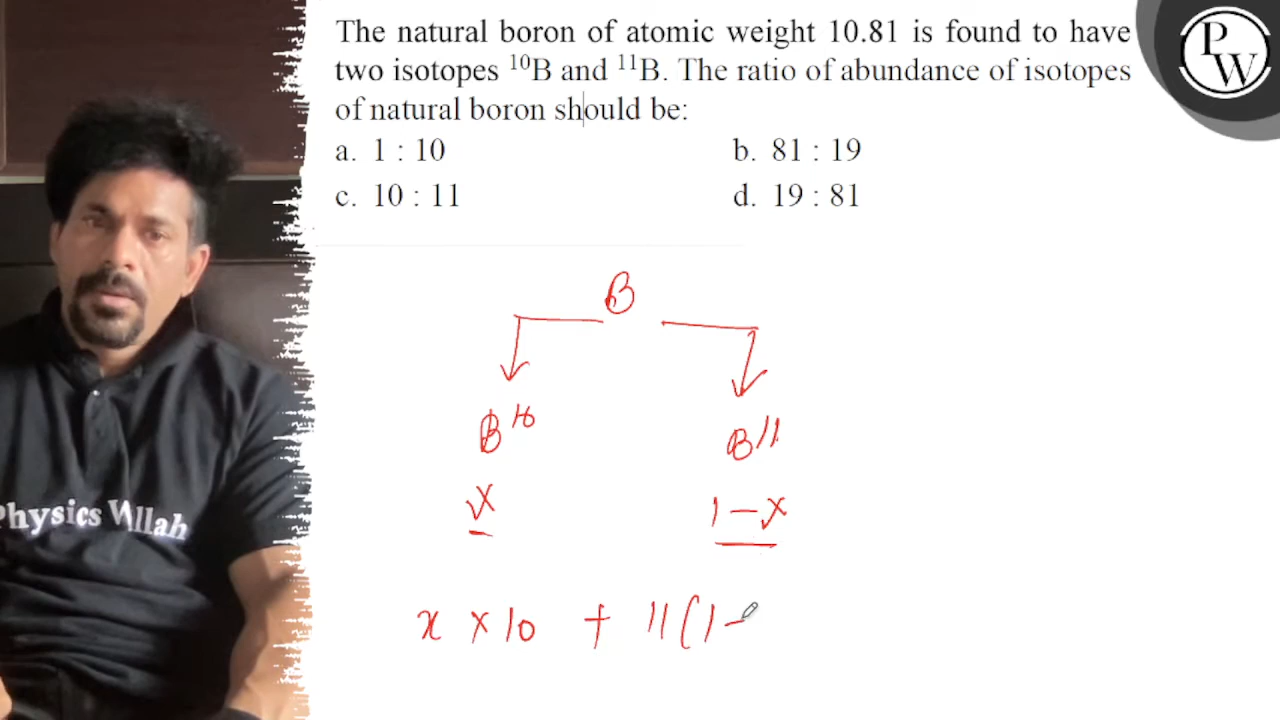 The natural boron of atomic weight 10.81 is found to have
two isotopes ¹⁰B and ¹¹B. The ratio of abundance of isotopes
of natural boron should be:
a. 1 : 10 b. 81 : 19
c. 10 : 11 d. 19 : 81
PW
B
B¹⁰ B¹¹
x 1-x
x × 10 + 11(1-
Physics Wallah